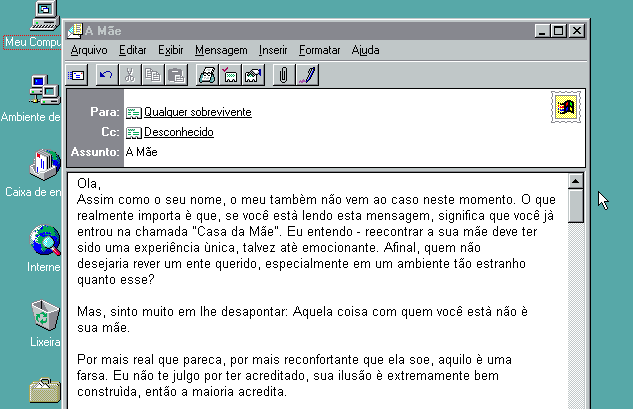 A Mãe
Meu Compu
Arquivo Editar Exibir Mensagem Inserir Formatar Ajuda
Ambiente de
Para: Qualquer sobrevivente
Cc: Desconhecido
Assunto: A Mãe
Caixa de en
Ola,
Assim como o seu nome, o meu tambèm não vem ao caso neste momento. O que
realmente importa è que, se você està lendo esta mensagem, significa que você jà
entrou na chamada "Casa da Mãe". Eu entendo - reecontrar a sua mãe deve ter
sido uma experiência ùnica, talvez atè emocionante. Afinal, quem não
desejaria rever um ente querido, especialmente em um ambiente tão estranho
quanto esse?
Interne
Mas, sinto muito em lhe desapontar: Aquela coisa com quem você està não è
sua mãe.
Lixeira
Por mais real que pareca, por mais reconfortante que ela soe, aquilo è uma
farsa. Eu não te julgo por ter acreditado, sua ilusão è extremamente bem
construìda, então a maioria acredita.